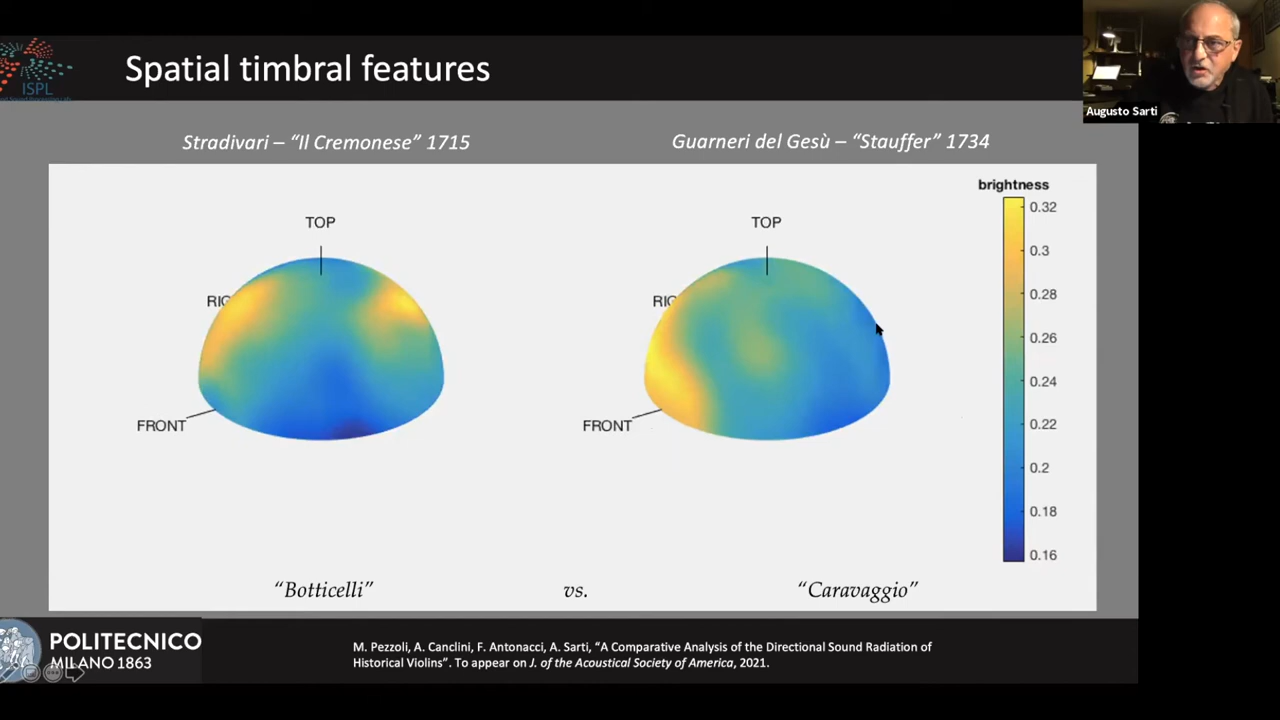 Spatial timbral features
Augusto Sarti
ISPL
Stradivari – “Il Cremonese” 1715
Guarneri del Gesù – “Stauffer” 1734
TOP
RIG
FRONT
TOP
RIG
FRONT
brightness
0.32
0.3
0.28
0.26
0.24
0.22
0.2
0.18
0.16
“Botticelli”
vs.
“Caravaggio”
POLITECNICO
MILANO 1863
M. Pezzoli, A. Canclini, F. Antonacci, A. Sarti, “A Comparative Analysis of the Directional Sound Radiation of
Historical Violins”. To appear on J. of the Acoustical Society of America, 2021.